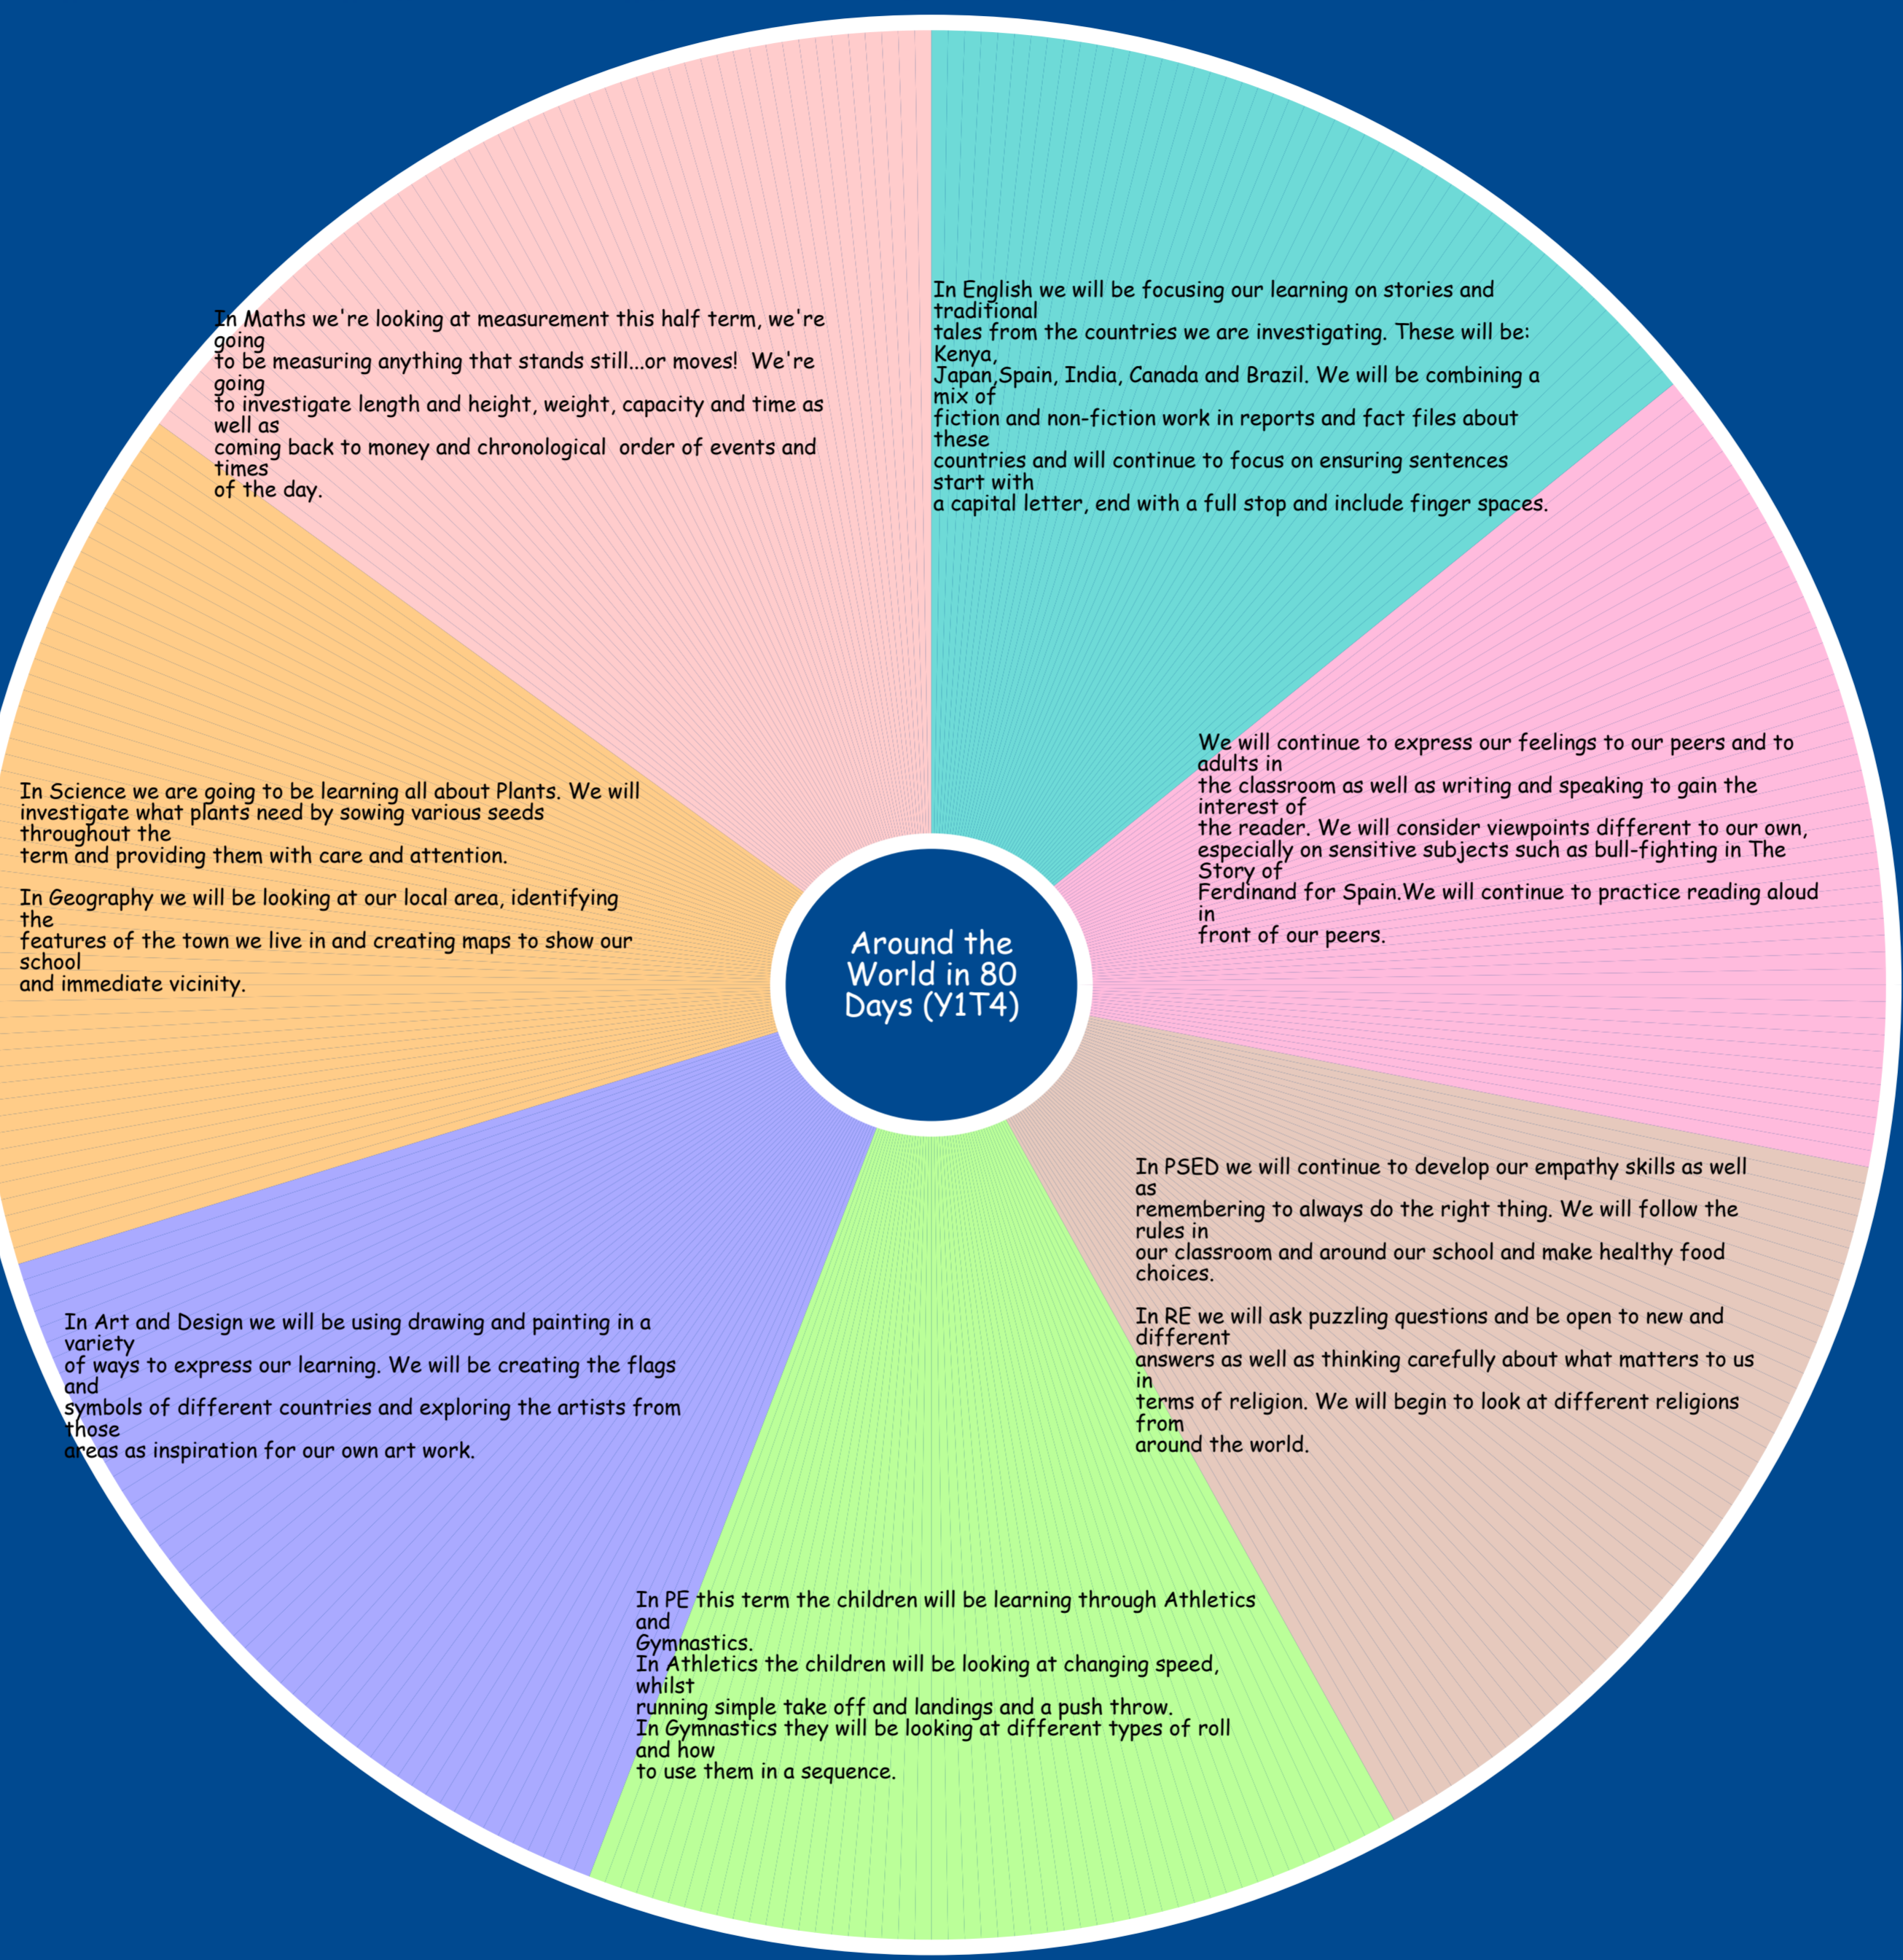 In English we will be focusing our learning on stories and
traditional
tales from the countries we are investigating. These will be:
Kenya,
Japan,Spain, India, Canada and Brazil. We will be combining a
mix of
fiction and non-fiction work in reports and fact files about
these
countries and will continue to focus on ensuring sentences
start with
a capital letter, end with a full stop and include finger spaces.
We will continue to express our feelings to our peers and to
adults in
the classroom as well as writing and speaking to gain the
interest of
the reader. We will consider viewpoints different to our own,
especially on sensitive subjects such as bull-fighting in The
Story of
Ferdinand for Spain.We will continue to practice reading aloud
in
front of our peers.
In PSED we will continue to develop our empathy skills as well
as
remembering to always do the right thing. We will follow the
rules in
our classroom and around our school and make healthy food
choices.
In RE we will ask puzzling questions and be open to new and
different
answers as well as thinking carefully about what matters to us
in
terms of religion. We will begin to look at different religions
from
around the world.
In PE this term the children will be learning through Athletics
and
Gymnastics.
In Athletics the children will be looking at changing speed,
whilst
running simple take off and landings and a push throw.
In Gymnastics they will be looking at different types of roll
and how
to use them in a sequence.
In Art and Design we will be using drawing and painting in a
variety
of ways to express our learning. We will be creating the flags
and
symbols of different countries and exploring the artists from
those
areas as inspiration for our own art work.
In Science we are going to be learning all about Plants. We will
investigate what plants need by sowing various seeds
throughout the
term and providing them with care and attention.
In Geography we will be looking at our local area, identifying
the
features of the town we live in and creating maps to show our
school
and immediate vicinity.
In Maths we're looking at measurement this half term, we're
going
to be measuring anything that stands still...or moves!  We're
going
to investigate length and height, weight, capacity and time as
well as
coming back to money and chronological  order of events and
times
of the day.
Around the
World in 80
Days (Y1T4)